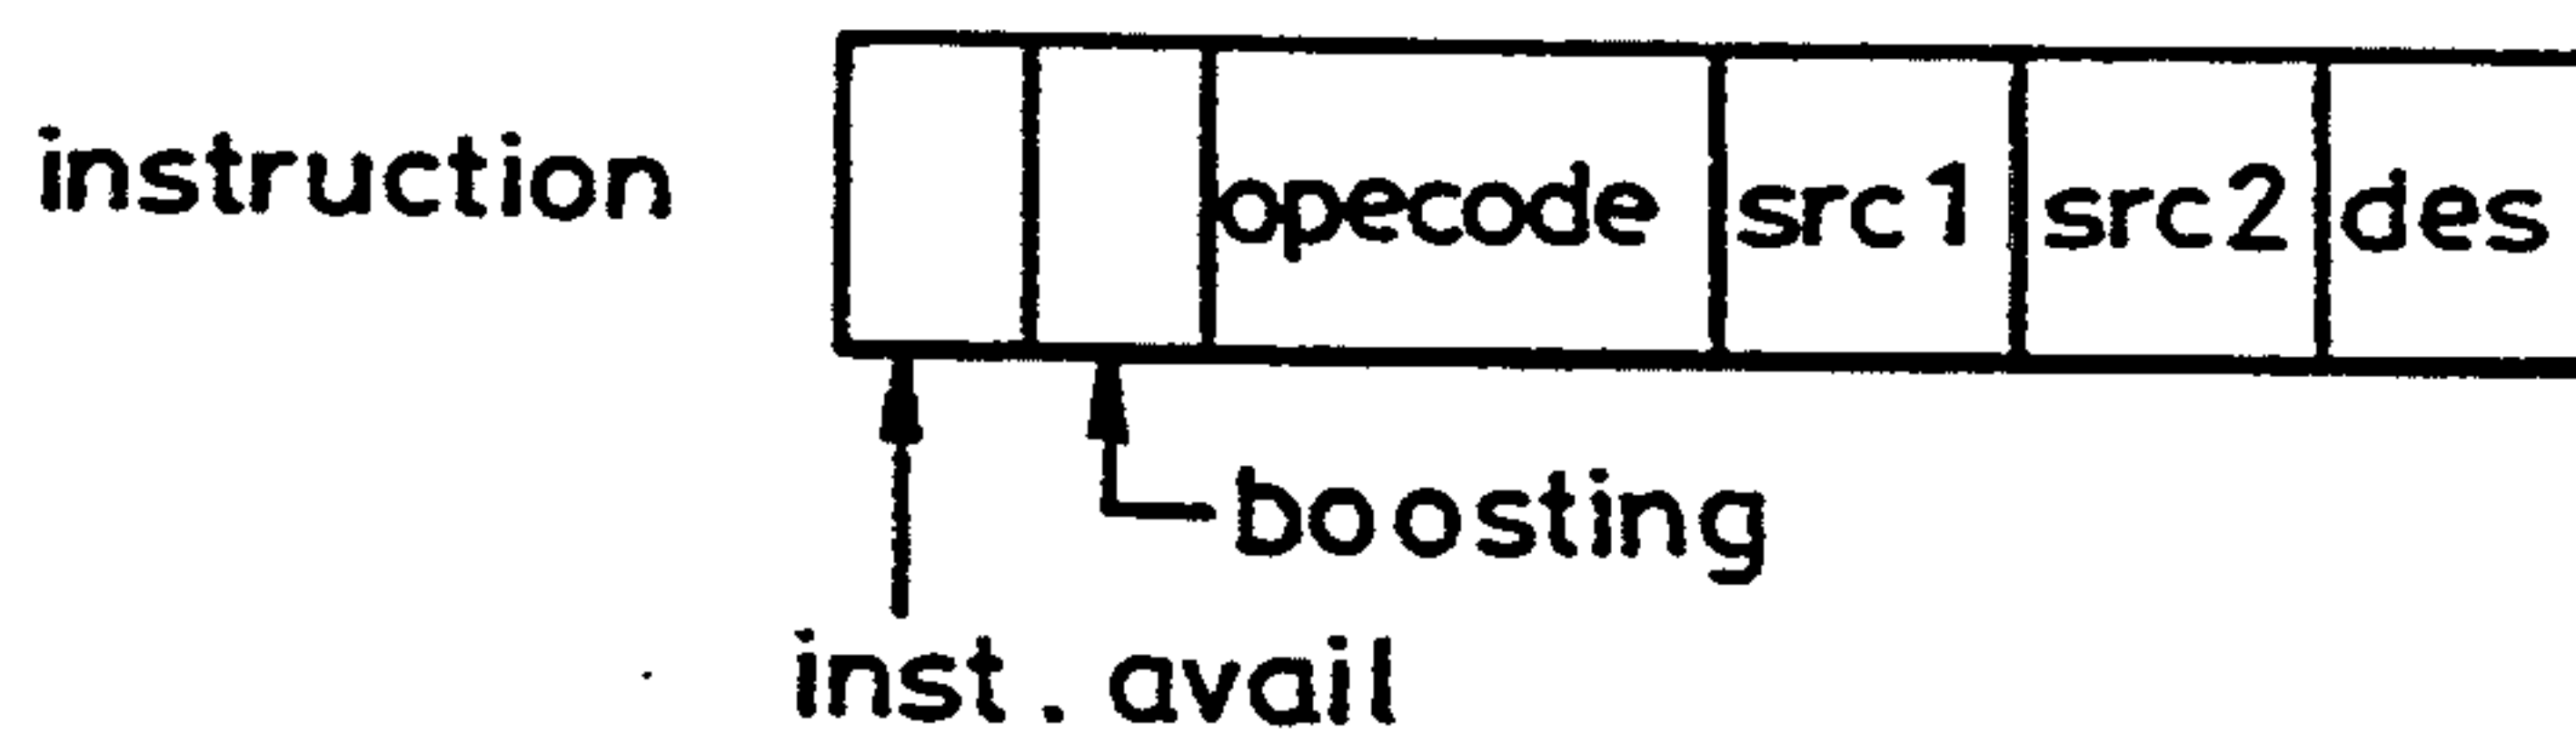 instruction
opecode src1 src2 des
boosting
inst. avail